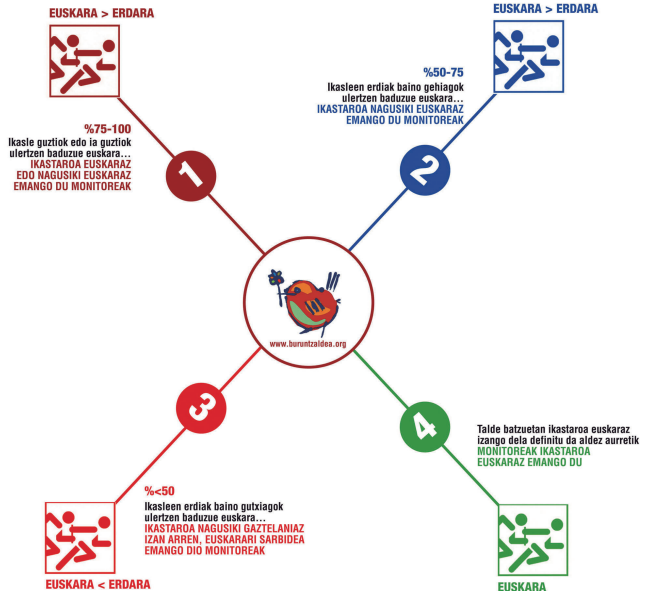 EUSKARA > ERDARA
%75-100
Ikasle guztiok edo ia guztiok
ulertzen baduzue euskara...
IKASTAROA EUSKARAZ
EDO NAGUSIKI EUSKARAZ
EMANGO DU MONITOREAK
1
EUSKARA > ERDARA
%50-75
Ikasleen erdiak baino gehiagok
ulertzen baduzue euskara...
IKASTAROA NAGUSIKI EUSKARAZ
EMANGO DU MONITOREAK
2
www.buruntzaldea.org
3
%<50
Ikasleen erdiak baino gutxiagok
ulertzen baduzue euskara...
IKASTAROA NAGUSIKI GAZTELANIAZ
IZAN ARREN, EUSKARARI SARBIDEA
EMANGO DIO MONITOREAK
EUSKARA < ERDARA
4
Talde batzuetan ikastaroa euskaraz
izango dela definitu da aldez aurretik
MONITOREAK IKASTAROA
EUSKARAZ EMANGO DU
EUSKARA